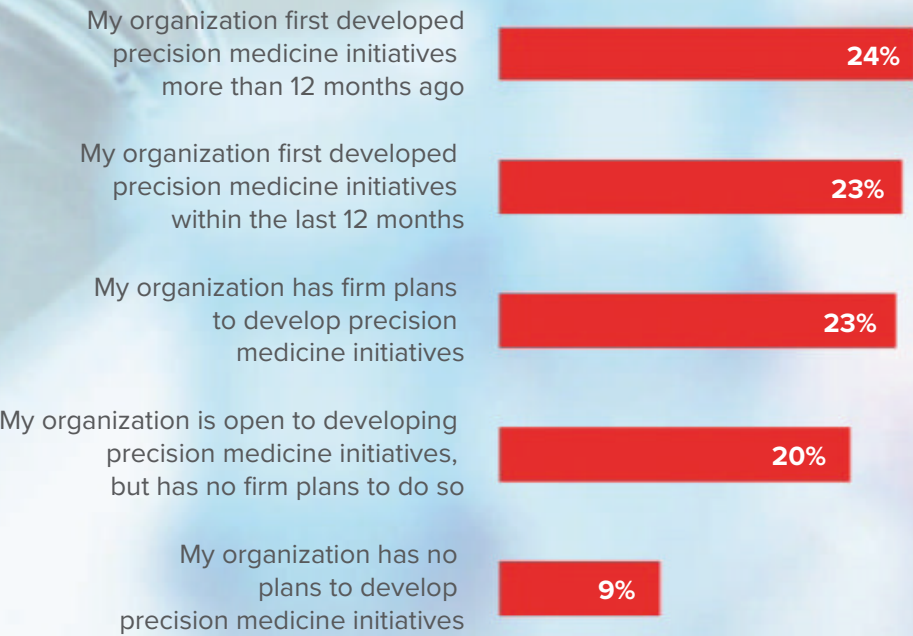 My organization first developed
precision medicine initiatives
more than 12 months ago
24%
My organization first developed
precision medicine initiatives
within the last 12 months
23%
My organization has firm plans
to develop precision
medicine initiatives
23%
My organization is open to developing
precision medicine initiatives,
but has no firm plans to do so
20%
My organization has no
plans to develop
precision medicine initiatives
9%